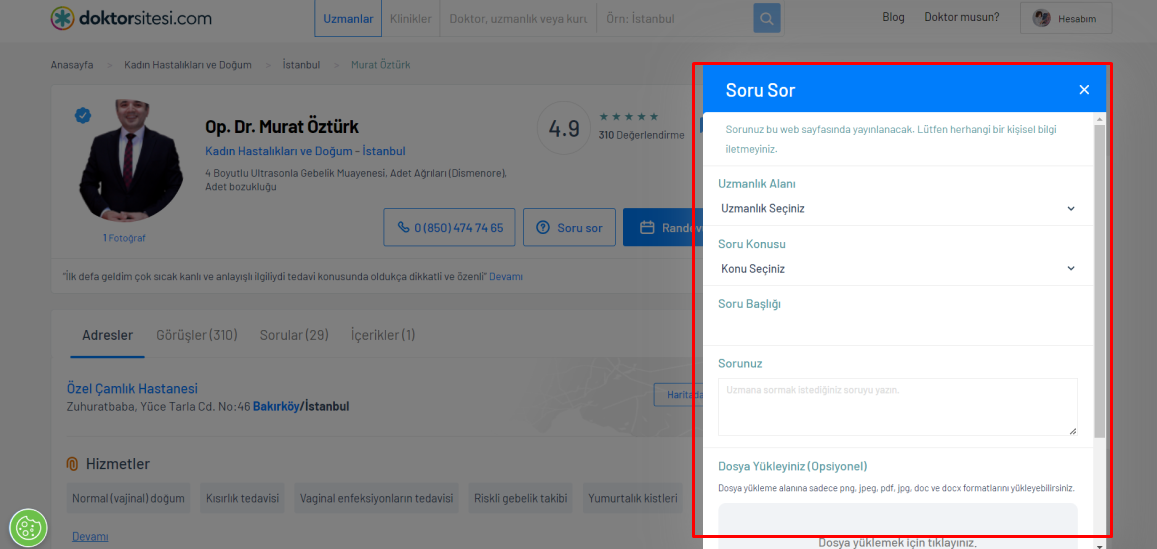 doktorsitesi.com
Uzmanlar
Klinikler
Doktor, uzmanlık veya kuru
Örn: İstanbul
Blog
Doktor musun?
Hesabım
Anasayfa > Kadın Hastalıkları ve Doğum > İstanbul > Murat Öztürk
Op. Dr. Murat Öztürk
Kadın Hastalıkları ve Doğum - İstanbul
4 Boyutlu Ultrasonla Gebelik Muayenesi, Adet Ağrıları (Dismenore),
Adet bozukluğu
1 Fotoğraf
4.9
310 Değerlendirme
0 (850) 474 74 65
Soru sor
Randev
"İlk defa geldim çok sıcak kanlı ve anlayışlı ilgiliydi tedavi konusunda oldukça dikkatli ve özenli" Devamı
Adresler
Görüşler (310)
Sorular (29)
İçerikler (1)
Özel Çamlık Hastanesi
Zuhuratbaba, Yüce Tarla Cd. No:46 Bakırköy/İstanbul
Haritada
Hizmetler
Normal (vajinal) doğum
Kısırlık tedavisi
Vaginal enfeksiyonların tedavisi
Riskli gebelik takibi
Yumurtalık kistleri
Devamı
Soru Sor
Sorunuz bu web sayfasında yayınlanacak. Lütfen herhangi bir kişisel bilgi
iletmeyiniz.
Uzmanlık Alanı
Uzmanlık Seçiniz
Soru Konusu
Konu Seçiniz
Soru Başlığı
Sorunuz
Uzmana sormak istediğiniz soruyu yazın.
Dosya Yükleyiniz (Opsiyonel)
Dosya yükleme alanına sadece png, jpeg, pdf, jpg, doc ve docx formatlarını yükleyebilirsiniz.
Dosya yüklemek için tıklayınız.